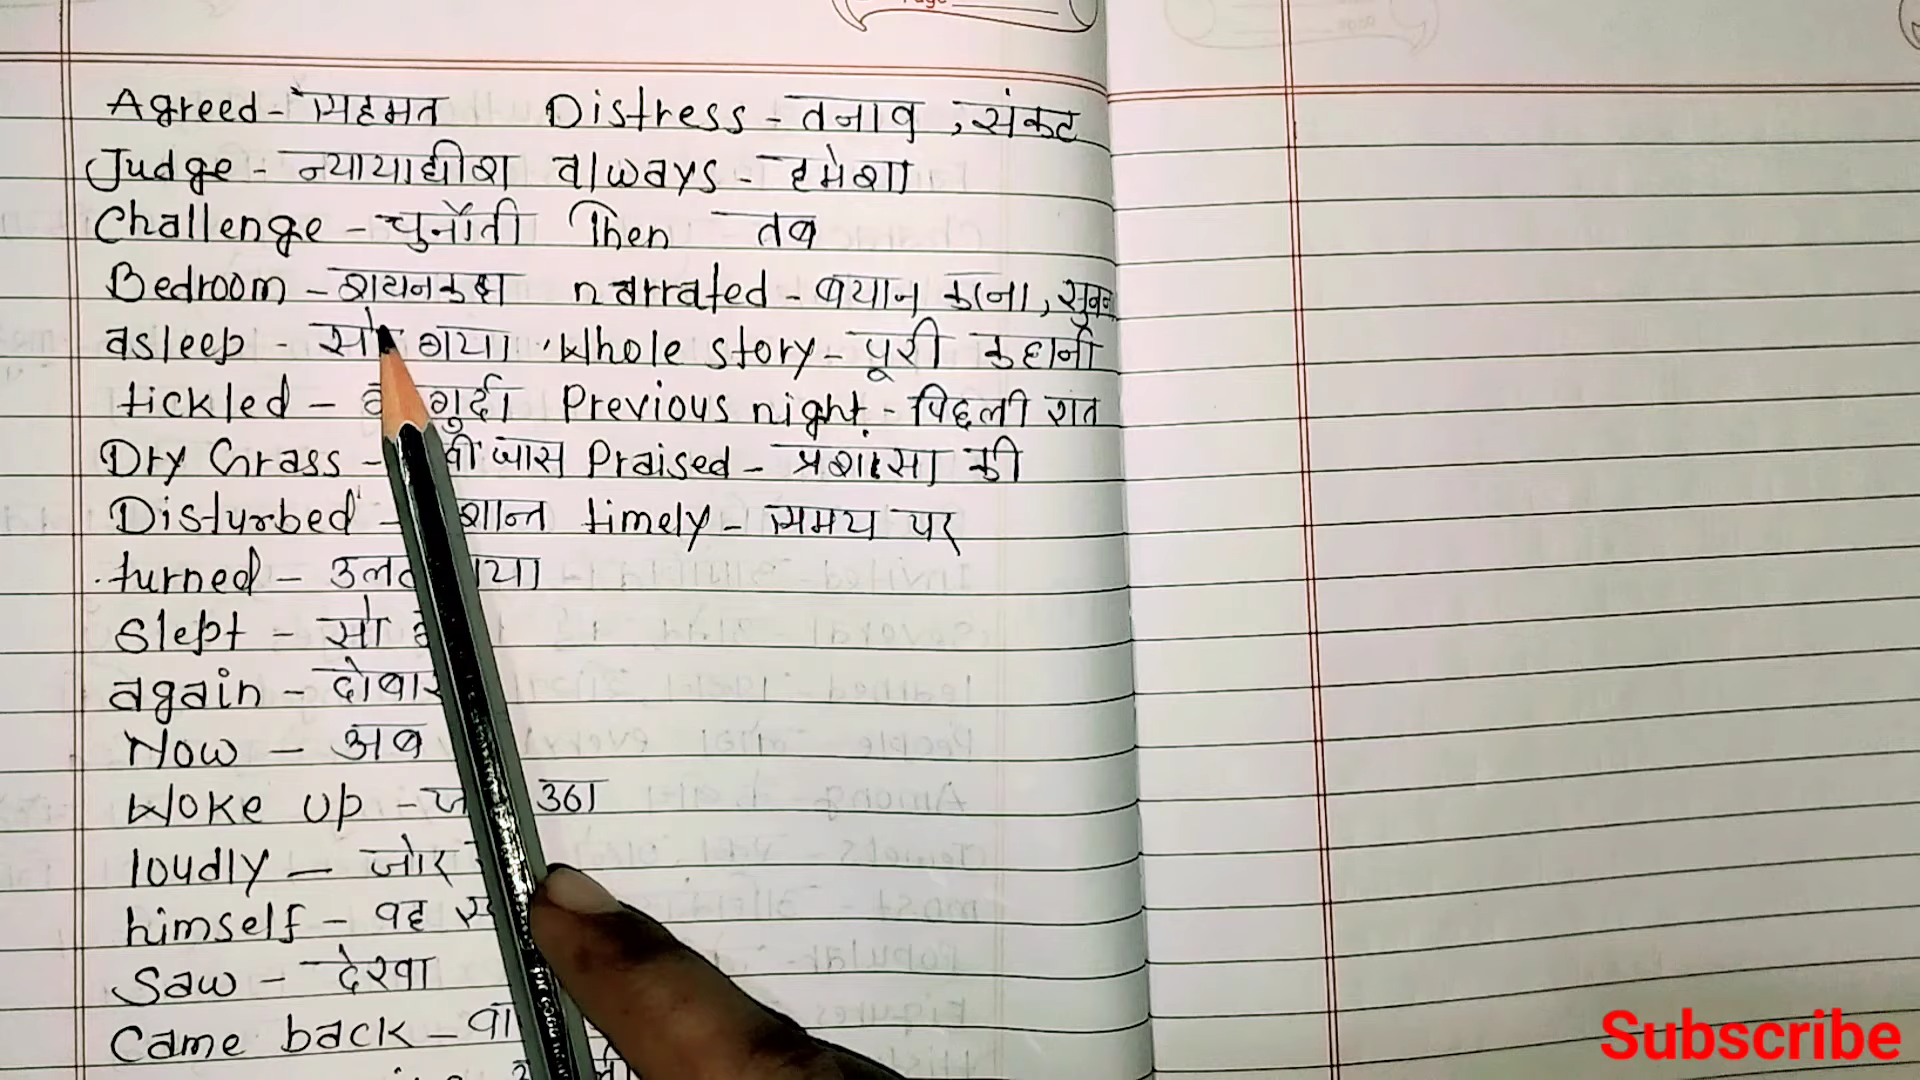 Agreed - सहमत Distress - तनाव, संकट
Judge - न्यायाधीश always - हमेशा
Challenge - चुनौती Then तब
Bedroom - शयनकक्ष narrated - बयान करना,
asleep - सो गया whole story - पूरी कहानी
tickled - Previous night - पिछली रात
Dry Grass - घास Praised - प्रशंसा की
Disturbed - timely - समय पर
turned -
Slept - सो
again -
Now - अब
Woke up -
loudly - जोर
himself - वह
Saw - देखा
Came back -
Subscribe